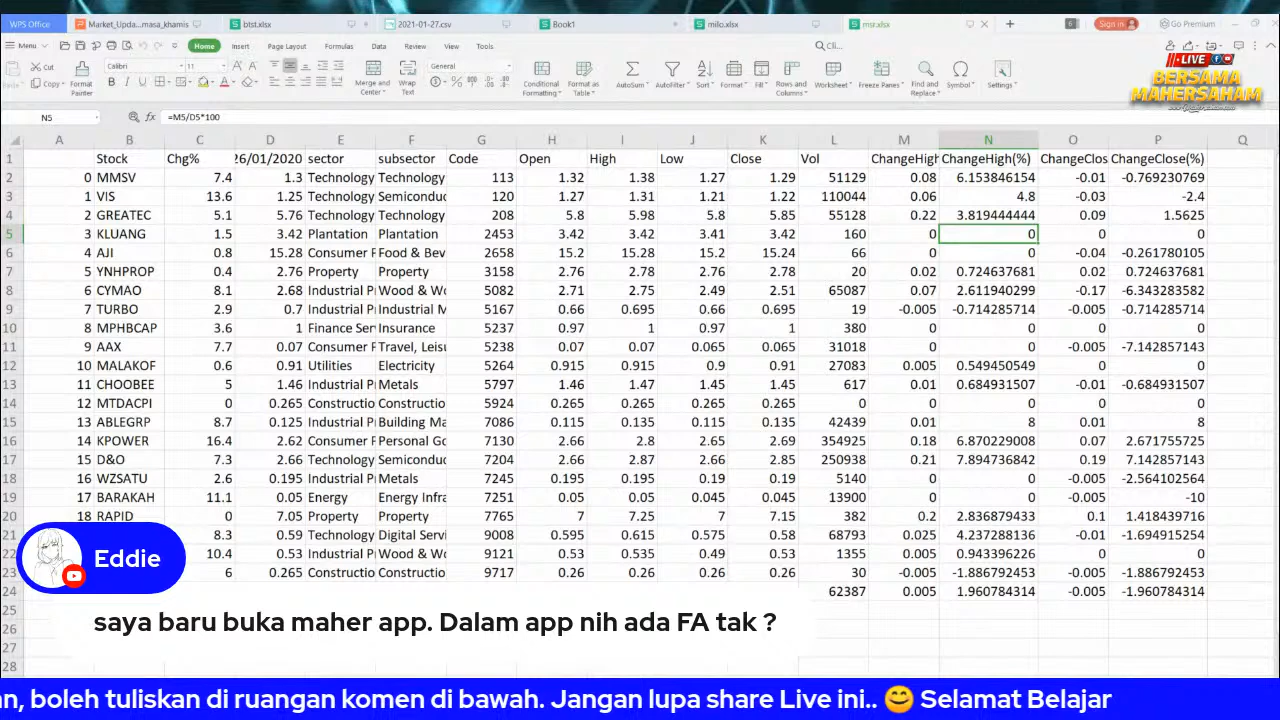 WPS Office Market_Upda...masa_khamis btst.xlsx 2021-01-27.csv Book1 milo.xlsx msr.xlsx + 6 Sign in Go Premium
Menu Home Insert Page Layout Formulas Data Review View Tools Cli...
Cut Copy Paste Format Painter Calibri 11 B I U A Merge and Center Wrap Text General Conditional Formatting Format as Table AutoSum AutoFilter Sort Format Fill Rows and Columns Worksheet Freeze Panes Find and Replace Symbol Settings
LIVE
BERSAMA
MAHERSAHAM
N5 fx =M5/D5*100
A B C D E F G H I J K L M N O P Q
1 Stock Chg% 26/01/2020 sector subsector Code Open High Low Close Vol ChangeHigh ChangeHigh(%) ChangeClos ChangeClose(%)
2 0 MMSV 7.4 1.3 Technology Technology 113 1.32 1.38 1.27 1.29 51129 0.08 6.153846154 -0.01 -0.769230769
3 1 VIS 13.6 1.25 Technology Semiconduc 120 1.27 1.31 1.21 1.22 110044 0.06 4.8 -0.03 -2.4
4 2 GREATEC 5.1 5.76 Technology Technology 208 5.8 5.98 5.8 5.85 55128 0.22 3.819444444 0.09 1.5625
5 3 KLUANG 1.5 3.42 Plantation Plantation 2453 3.42 3.42 3.41 3.42 160 0 0 0 0
6 4 AJI 0.8 15.28 Consumer P Food & Bev 2658 15.2 15.28 15.2 15.24 66 0 0 -0.04 -0.261780105
7 5 YNHPROP 0.4 2.76 Property Property 3158 2.76 2.78 2.76 2.78 20 0.02 0.724637681 0.02 0.724637681
8 6 CYMAO 8.1 2.68 Industrial P Wood & Wo 5082 2.71 2.75 2.49 2.51 65087 0.07 2.611940299 -0.17 -6.343283582
9 7 TURBO 2.9 0.7 Industrial P Industrial M 5167 0.66 0.695 0.66 0.695 19 -0.005 -0.714285714 -0.005 -0.714285714
10 8 MPHBCAP 3.6 1 Finance Ser Insurance 5237 0.97 1 0.97 1 380 0 0 0 0
11 9 AAX 7.7 0.07 Consumer P Travel, Leisu 5238 0.07 0.07 0.065 0.065 31018 0 0 -0.005 -7.142857143
12 10 MALAKOF 0.6 0.91 Utilities Electricity 5264 0.915 0.915 0.9 0.91 27083 0.005 0.549450549 0 0
13 11 CHOOBEE 5 1.46 Industrial P Metals 5797 1.46 1.47 1.45 1.45 617 0.01 0.684931507 -0.01 -0.684931507
14 12 MTDACPI 0 0.265 Constructio Constructio 5924 0.265 0.265 0.265 0.265 0 0 0 0 0
15 13 ABLEGRP 8.7 0.125 Industrial P Building Ma 7086 0.115 0.135 0.115 0.135 42439 0.01 8 0.01 8
16 14 KPOWER 16.4 2.62 Consumer P Personal Go 7130 2.66 2.8 2.65 2.69 354925 0.18 6.870229008 0.07 2.671755725
17 15 D&O 7.3 2.66 Technology Semiconduc 7204 2.66 2.87 2.66 2.85 250938 0.21 7.894736842 0.19 7.142857143
18 16 WZSATU 2.6 0.195 Industrial P Metals 7245 0.195 0.195 0.19 0.19 5140 0 0 -0.005 -2.564102564
19 17 BARAKAH 11.1 0.05 Energy Energy Infra 7251 0.05 0.05 0.045 0.045 13900 0 0 -0.005 -10
20 18 RAPID 0 7.05 Property Property 7765 7 7.25 7 7.15 382 0.2 2.836879433 0.1 1.418439716
21 8.3 0.59 Technology Digital Servi 9008 0.595 0.615 0.575 0.58 68793 0.025 4.237288136 -0.01 -1.694915254
22 10.4 0.53 Industrial P Wood & Wo 9121 0.53 0.535 0.49 0.53 1355 0.005 0.943396226 0 0
23 6 0.265 Constructio Constructio 9717 0.26 0.26 0.26 0.26 30 -0.005 -1.886792453 -0.005 -1.886792453
24 62387 0.005 1.960784314 -0.005 -1.960784314
25
26
27
28
Eddie
saya baru buka maher app. Dalam app nih ada FA tak ?
an, boleh tuliskan di ruangan komen di bawah. Jangan lupa share Live ini.. 😊 Selamat Belajar